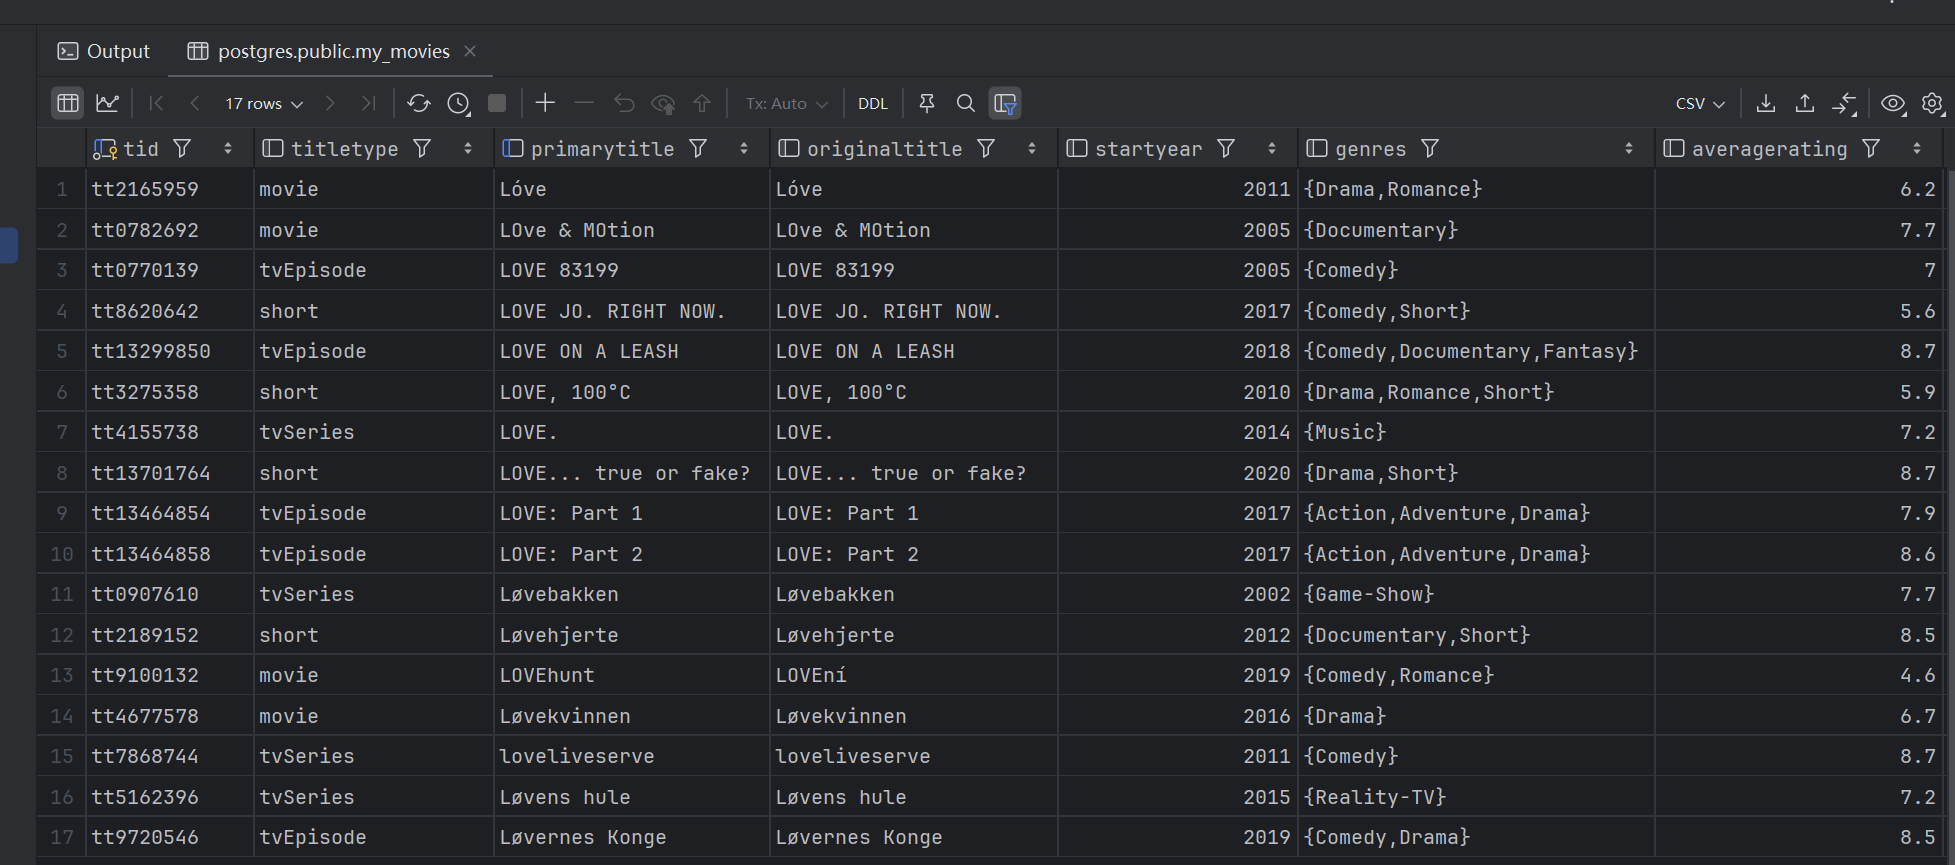 Output postgres.public.my_movies
17 rows Tx: Auto DDL CSV
tid titletype primarytitle originaltitle startyear genres averagerating
1 tt2165959 movie Lóve Lóve 2011 {Drama,Romance} 6.2
2 tt0782692 movie LOve & MOtion LOve & MOtion 2005 {Documentary} 7.7
3 tt0770139 tvEpisode LOVE 83199 LOVE 83199 2005 {Comedy} 7
4 tt8620642 short LOVE JO. RIGHT NOW. LOVE JO. RIGHT NOW. 2017 {Comedy,Short} 5.6
5 tt13299850 tvEpisode LOVE ON A LEASH LOVE ON A LEASH 2018 {Comedy,Documentary,Fantasy} 8.7
6 tt3275358 short LOVE, 100°C LOVE, 100°C 2010 {Drama,Romance,Short} 5.9
7 tt4155738 tvSeries LOVE. LOVE. 2014 {Music} 7.2
8 tt13701764 short LOVE... true or fake? LOVE... true or fake? 2020 {Drama,Short} 8.7
9 tt13464854 tvEpisode LOVE: Part 1 LOVE: Part 1 2017 {Action,Adventure,Drama} 7.9
10 tt13464858 tvEpisode LOVE: Part 2 LOVE: Part 2 2017 {Action,Adventure,Drama} 8.6
11 tt0907610 tvSeries Løvebakken Løvebakken 2002 {Game-Show} 7.7
12 tt2189152 short Løvehjerte Løvehjerte 2012 {Documentary,Short} 8.5
13 tt9100132 movie LOVEhunt LOVEní 2019 {Comedy,Romance} 4.6
14 tt4677578 movie Løvekvinnen Løvekvinnen 2016 {Drama} 6.7
15 tt7868744 tvSeries loveliveserve loveliveserve 2011 {Comedy} 8.7
16 tt5162396 tvSeries Løvens hule Løvens hule 2015 {Reality-TV} 7.2
17 tt9720546 tvEpisode Løvernes Konge Løvernes Konge 2019 {Comedy,Drama} 8.5